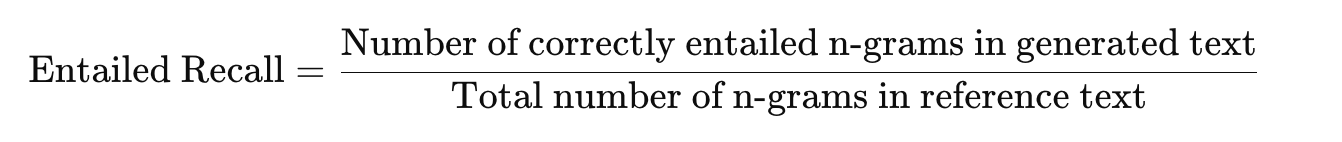 Number of correctly entailed n-grams in generated text
Entailed Recall =
Total number of n-grams in reference text